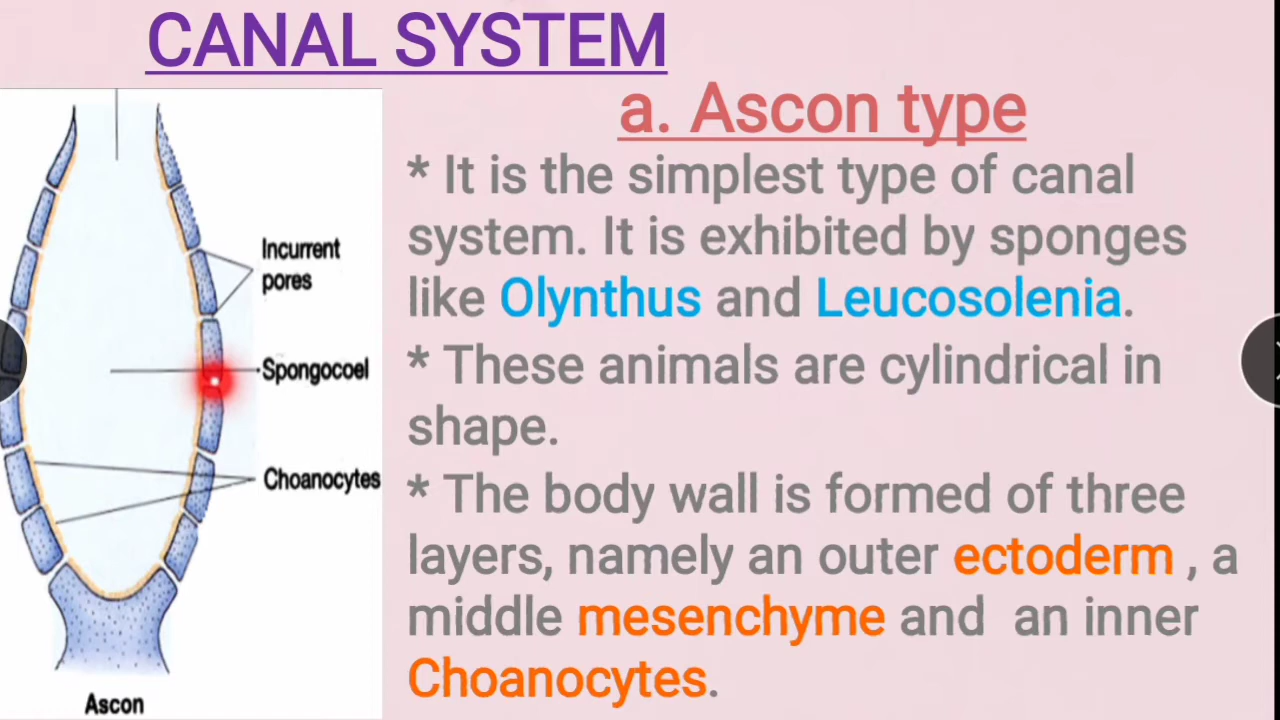 CANAL SYSTEM
a. Ascon type
* It is the simplest type of canal
system. It is exhibited by sponges
like Olynthus and Leucosolenia.
* These animals are cylindrical in
shape.
* The body wall is formed of three
layers, namely an outer ectoderm , a
middle mesenchyme and an inner
Choanocytes.
Incurrent
pores
Spongocoel
Choanocytes
Ascon